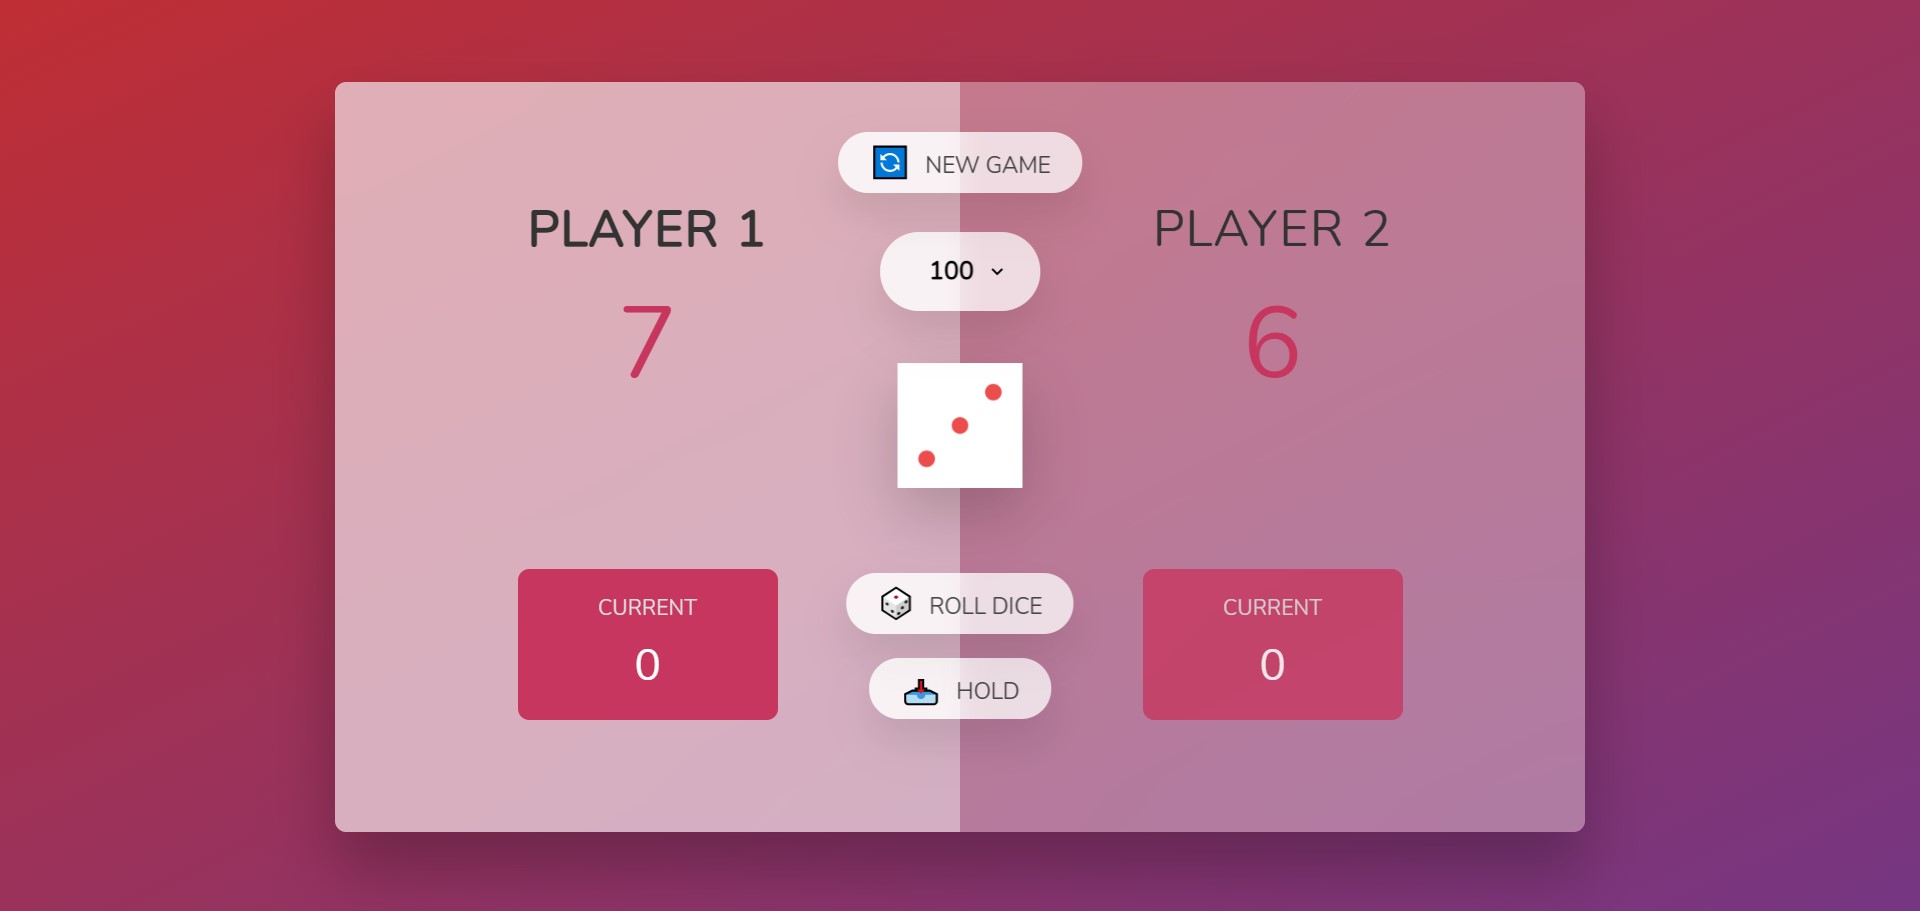 NEW GAME
PLAYER 1
PLAYER 2
100
7
6
CURRENT
0
ROLL DICE
HOLD
CURRENT
0